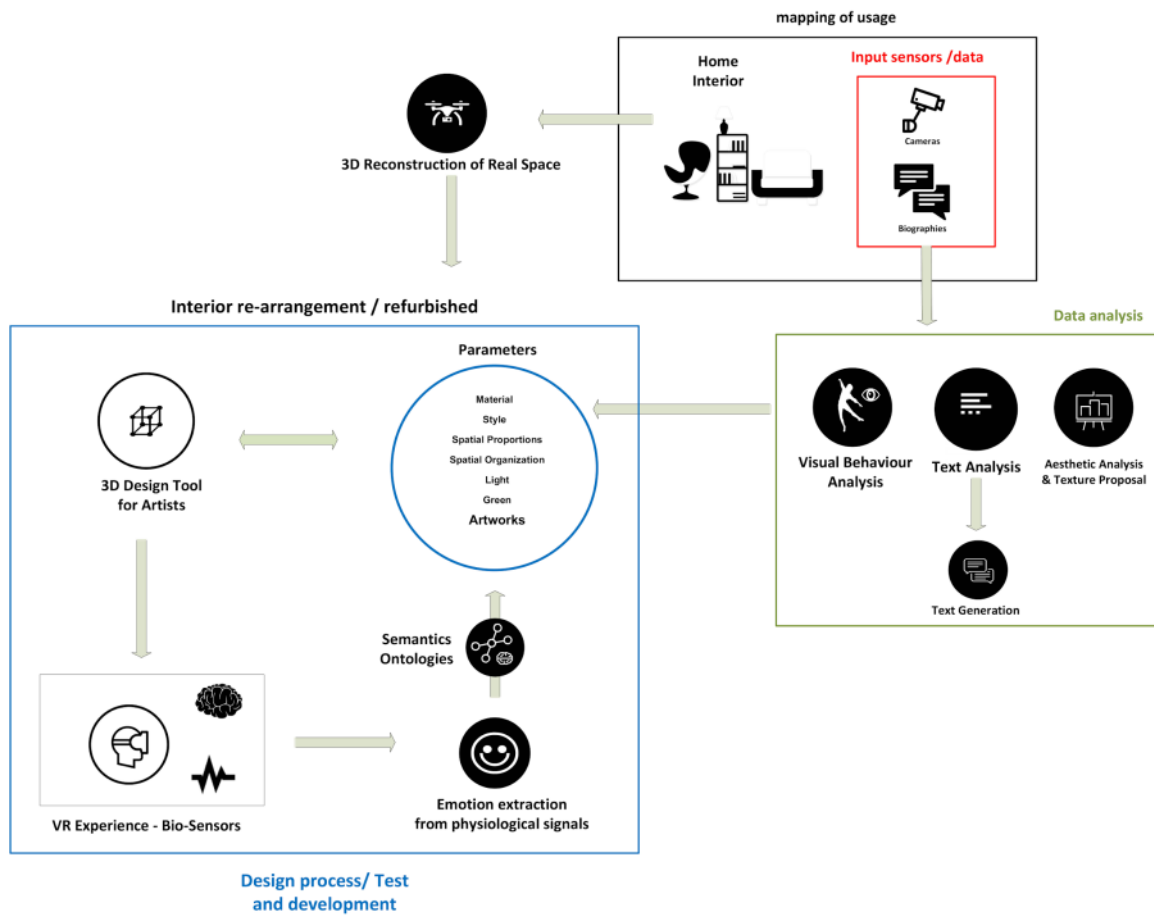 mapping of usage
Input sensors /data
Home
Interior
Cameras
Biographies
3D Reconstruction of Real Space
Interior re-arrangement / refurbished
Data analysis
Parameters
Material
Style
Spatial Proportions
Spatial Organization
Light
Green
Artworks
3D Design Tool
for Artists
Visual Behaviour
Analysis
Text Analysis
Aesthetic Analysis
& Texture Proposal
Text Generation
Semantics
Ontologies
VR Experience - Bio-Sensors
Emotion extraction
from physiological signals
Design process/ Test
and development